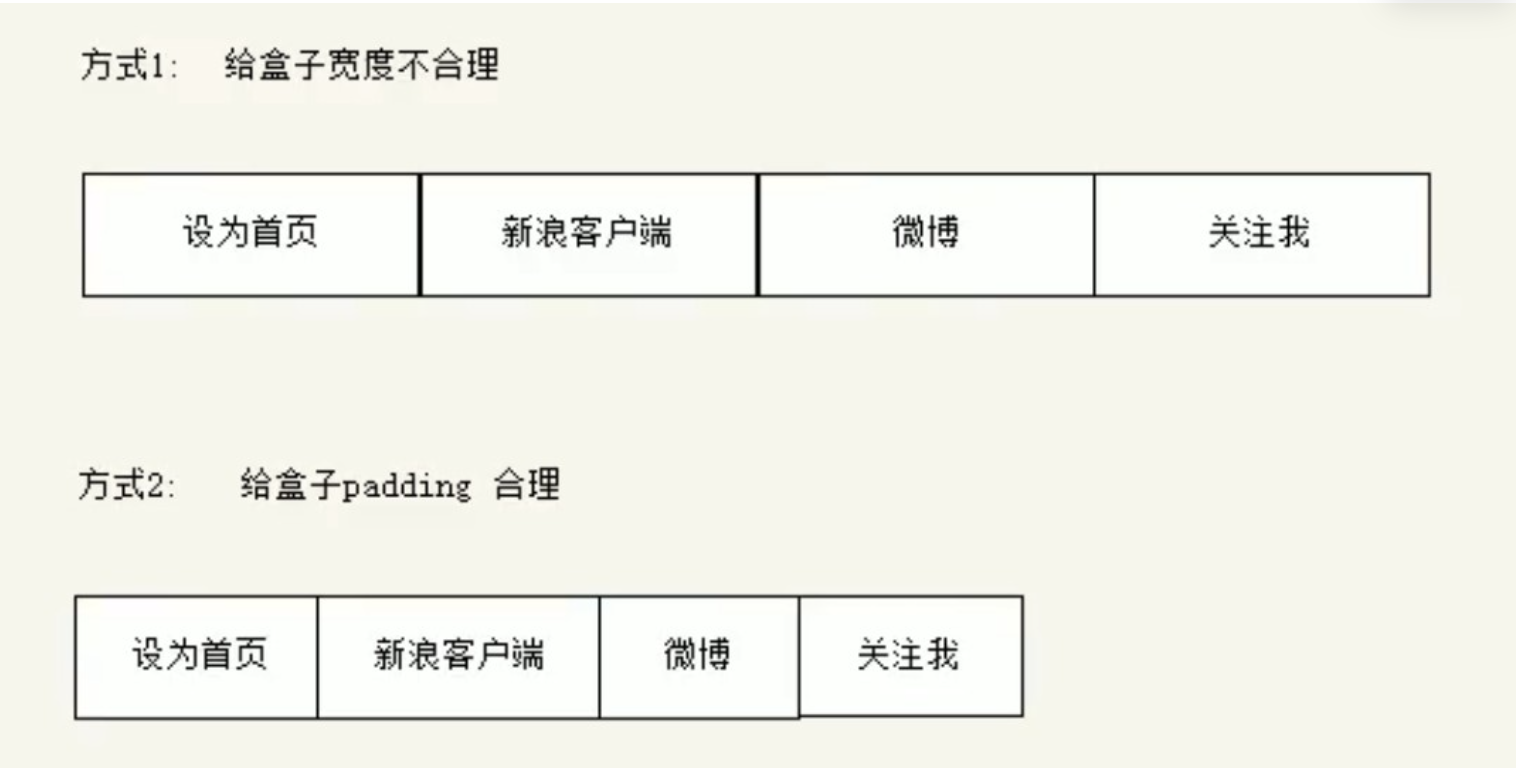 方式1: 给盒子宽度不合理
设为首页 新浪客户端 微博 关注我
方式2: 给盒子padding 合理
设为首页 新浪客户端 微博 关注我